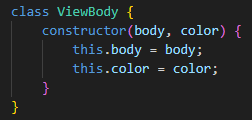 class ViewBody {
    constructor(body, color) {
        this.body = body;
        this.color = color;
    }
}